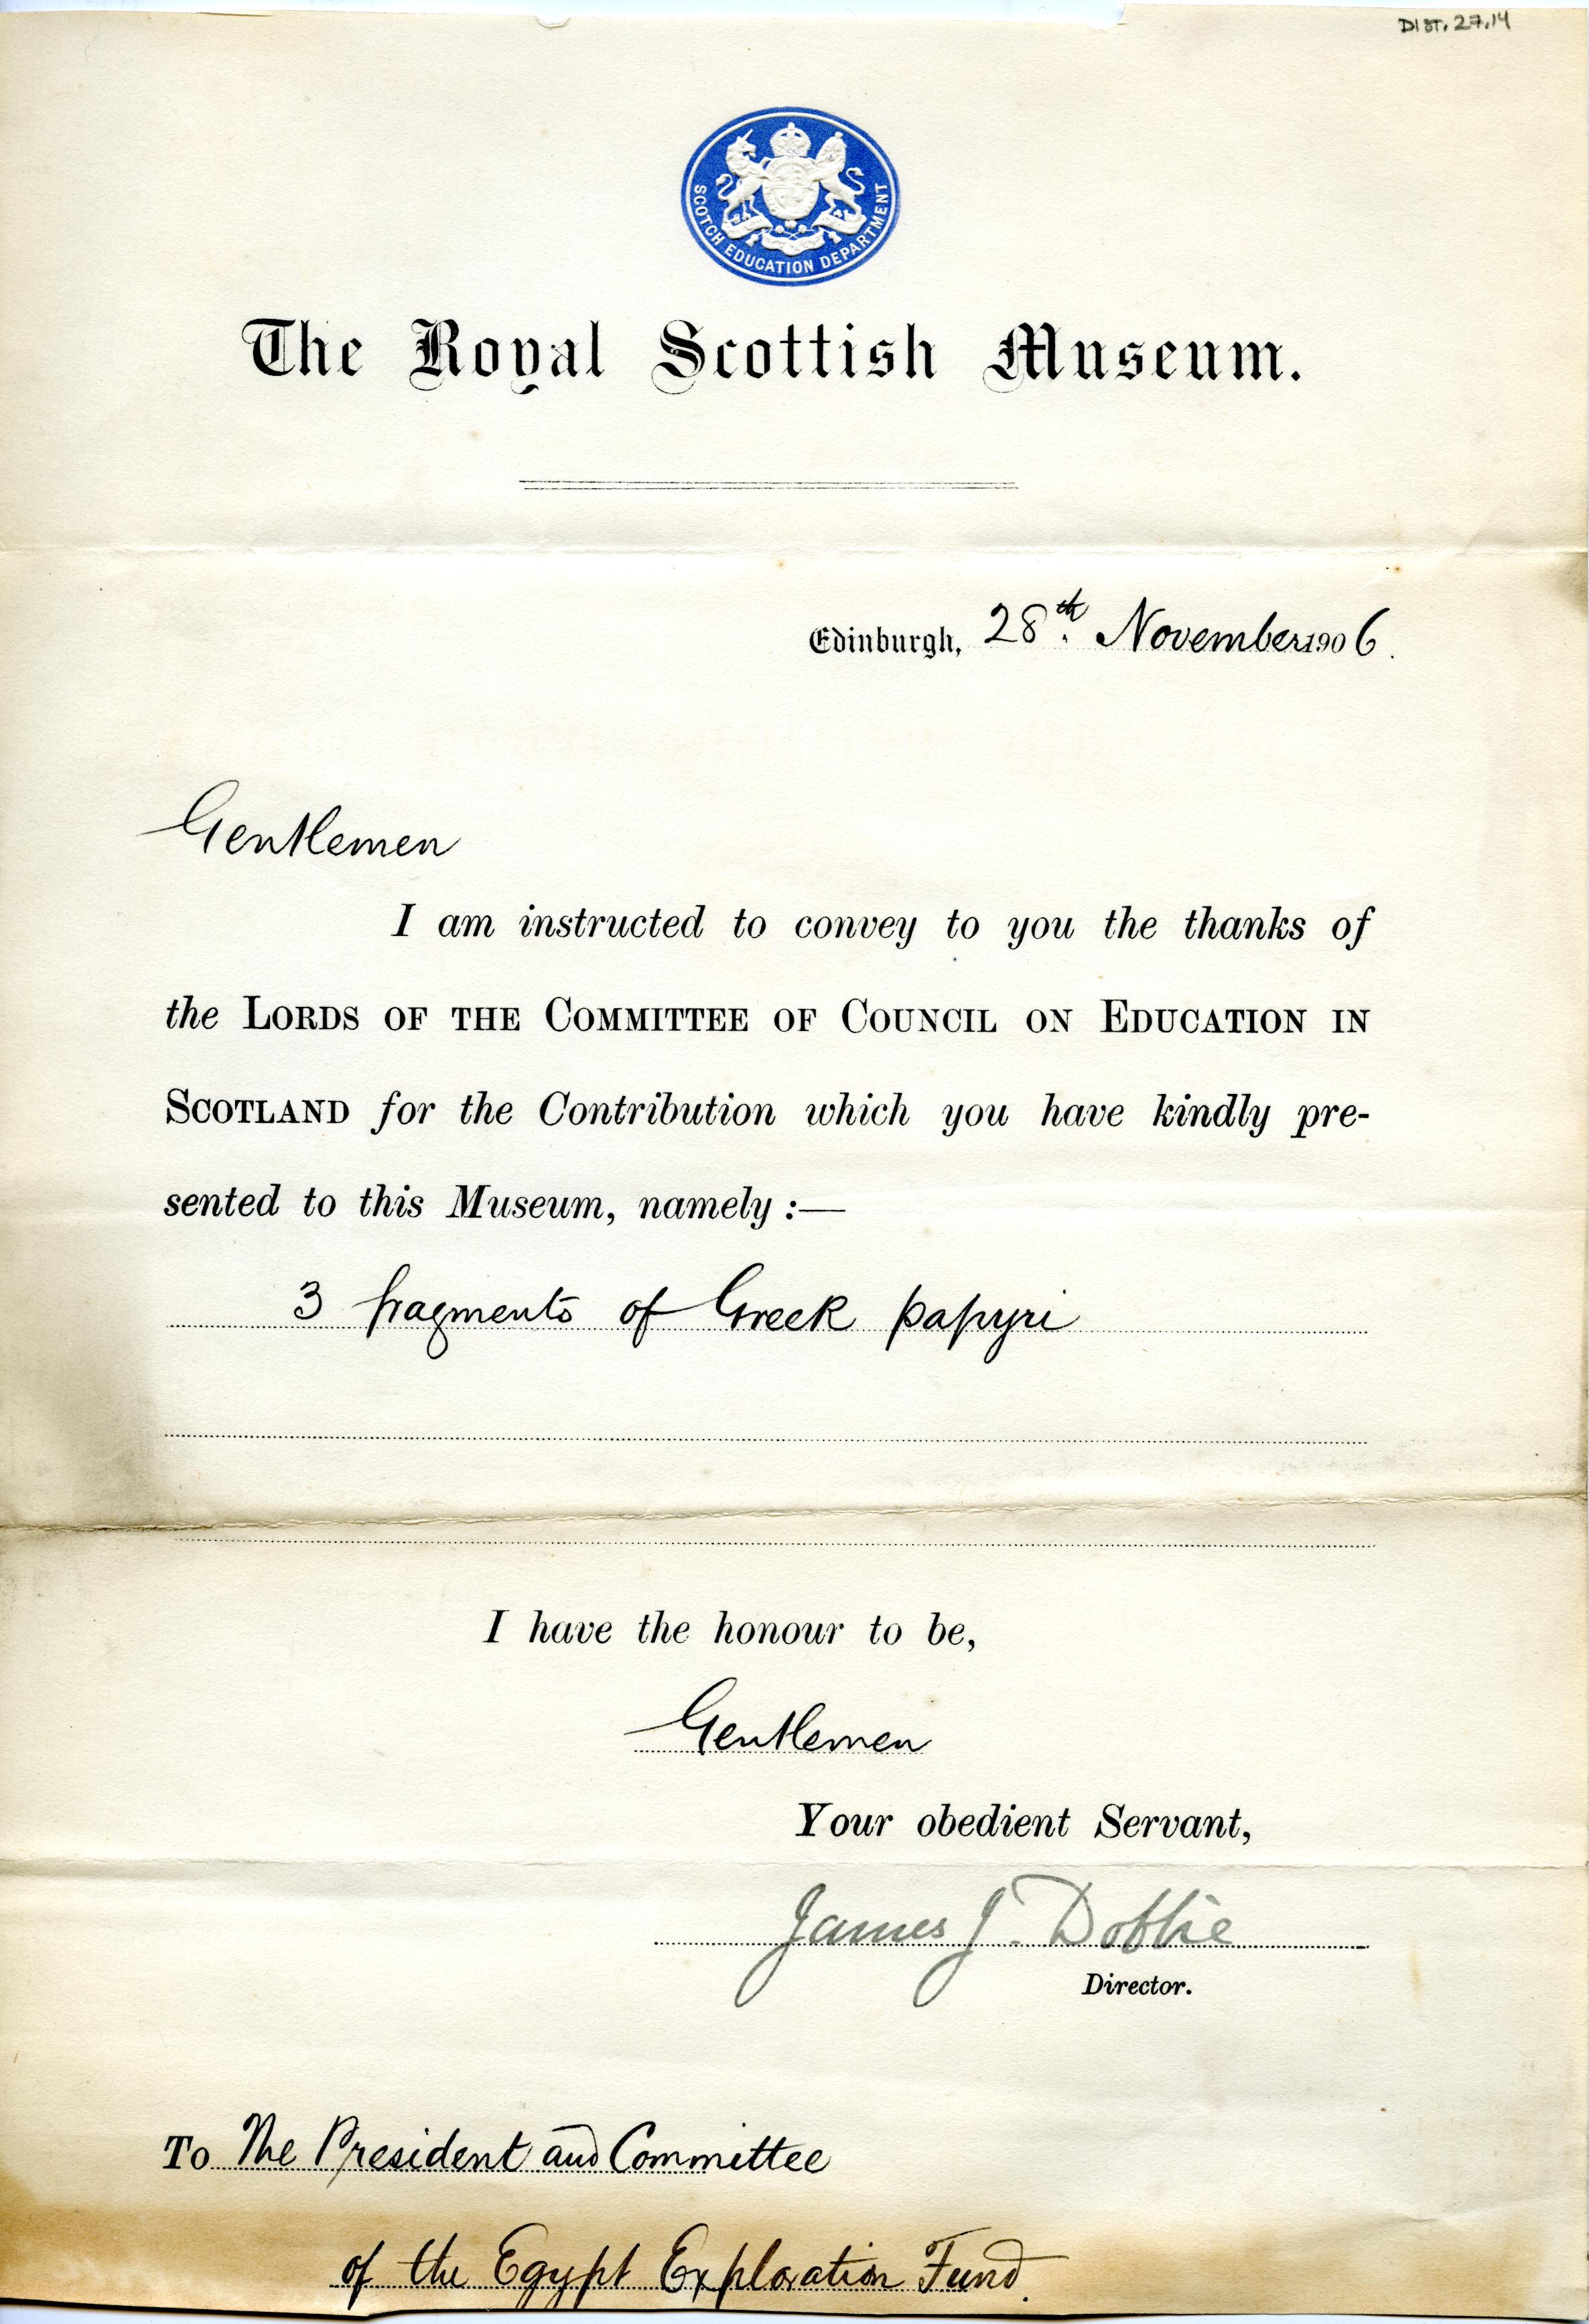 DIST. 27.14
SCOTCH EDUCATION DEPARTMENT
The Royal Scottish Museum.
Edinburgh, 28th. November 1906.
Gentlemen
I am instructed to convey to you the thanks of
the LORDS OF THE COMMITTEE OF COUNCIL ON EDUCATION IN
SCOTLAND for the Contribution which you have kindly pre-
sented to this Museum, namely :—
3 fragments of Greek papyri
I have the honour to be,
Gentlemen
Your obedient Servant,
James J. Dobbie
Director.
To The President and Committee
of the Egypt Exploration Fund.